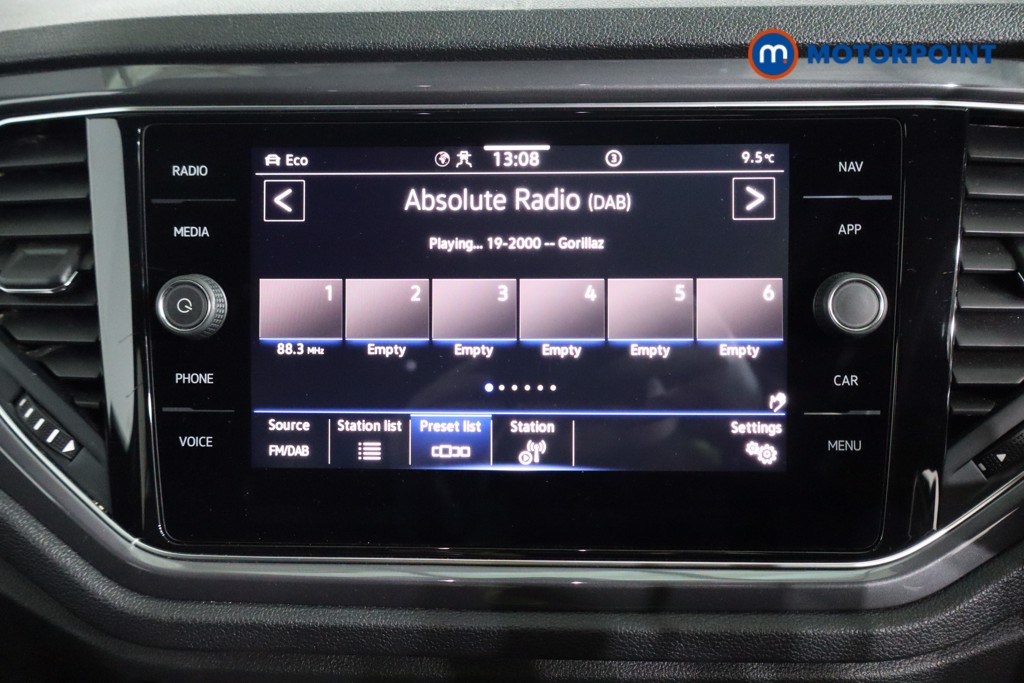 m. MOTORPOINT
RADIO
MEDIA
PHONE
VOICE
Eco 13:08 3 9.5°C
< Absolute Radio (DAB) >
Playing... 19-2000 -- Gorillaz
1 2 3 4 5 6
88.3 MHz Empty Empty Empty Empty Empty
Source Station list Preset list Station Settings
FM/DAB
NAV
APP
CAR
MENU